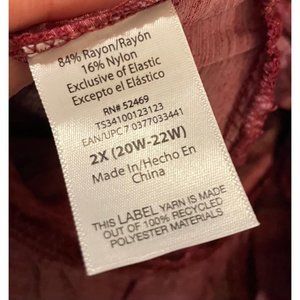 84% Rayon/Rayón
16% Nylon
Exclusive of Elastic
Excepto el Elástico
RN# 52469
TS34100123123
EAN/UPC 7 0377033441
2X (20W-22W)
Made In/Hecho En
China
THIS LABEL YARN IS MADE
OUT OF 100% RECYCLED
POLYESTER MATERIALS